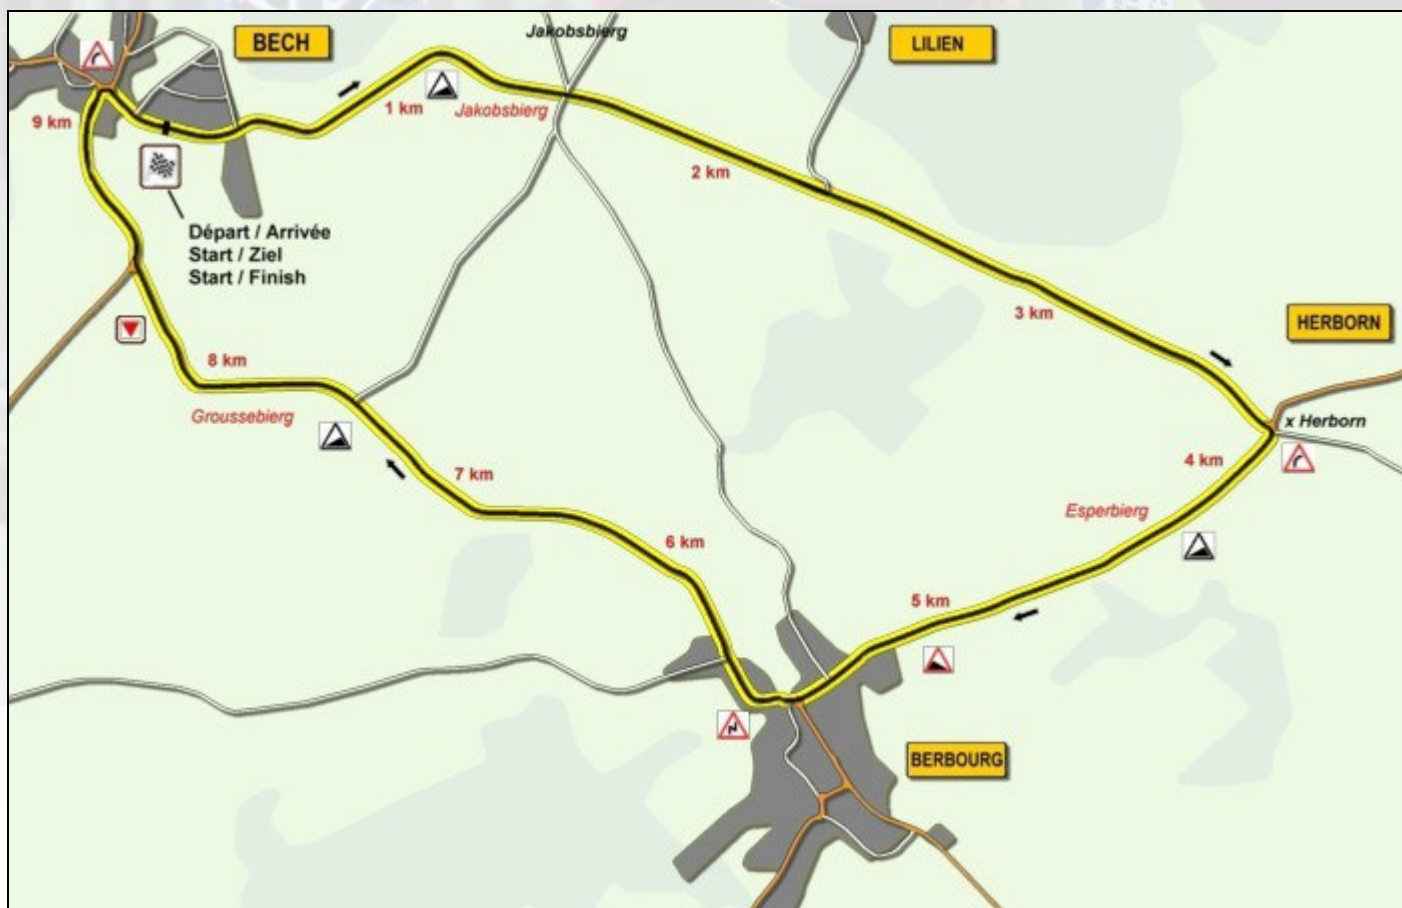 Jakobsbierg
BECH
LILIEN
1 km
Jakobsbierg
9 km
2 km
Départ / Arrivée
Start / Ziel
Start / Finish
3 km
HERBORN
8 km
Groussebierg
x Herborn
4 km
7 km
Esperbierg
6 km
5 km
BERBOURG